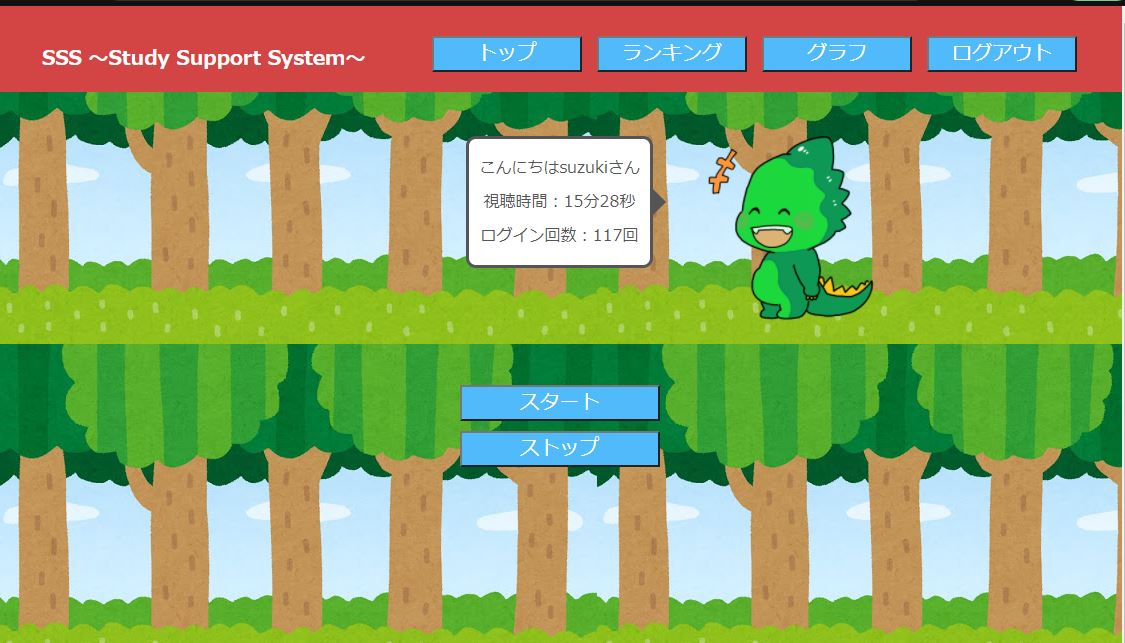 SSS ～Study Support System～
トップ
ランキング
グラフ
ログアウト
こんにちはsuzukiさん
視聴時間：15分28秒
ログイン回数：117回
スタート
ストップ